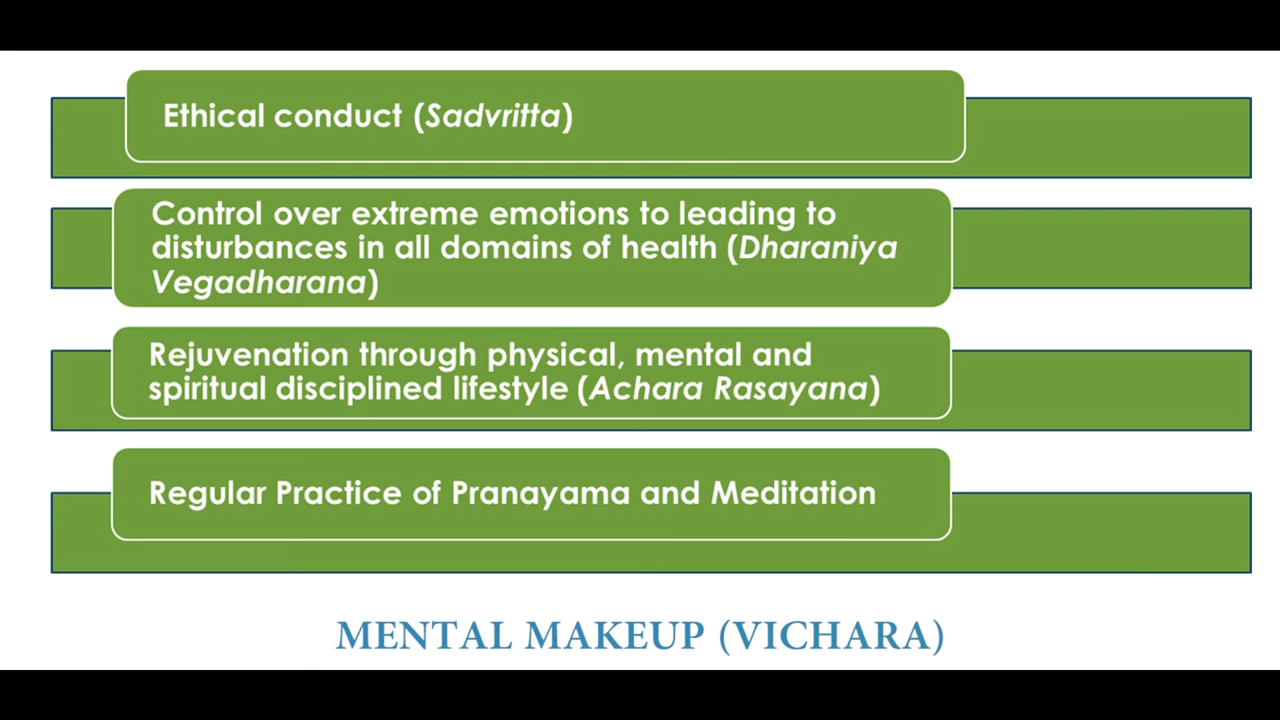 Ethical conduct (Sadvritta)
Control over extreme emotions to leading to
disturbances in all domains of health (Dharaniya
Vegadharana)
Rejuvenation through physical, mental and
spiritual disciplined lifestyle (Achara Rasayana)
Regular Practice of Pranayama and Meditation
MENTAL MAKEUP (VICHARA)